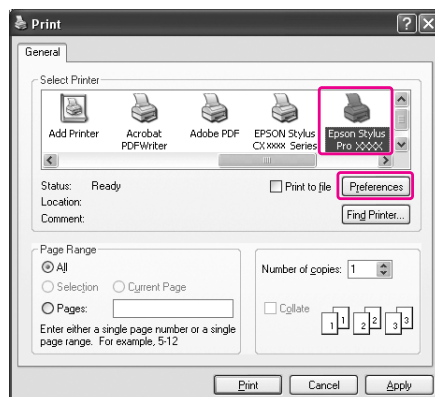 Print
General
Select Printer
Add Printer
Acrobat PDFWriter
Adobe PDF
EPSON Stylus CX xxxx Series
Epson Stylus Pro XXXX
Status: Ready
Location:
Comment:
Print to file
Preferences
Find Printer...
Page Range
All
Selection
Current Page
Pages:
Enter either a single page number or a single
page range. For example, 5-12
Number of copies: 1
Collate
1 1 2 2 3 3
Print
Cancel
Apply